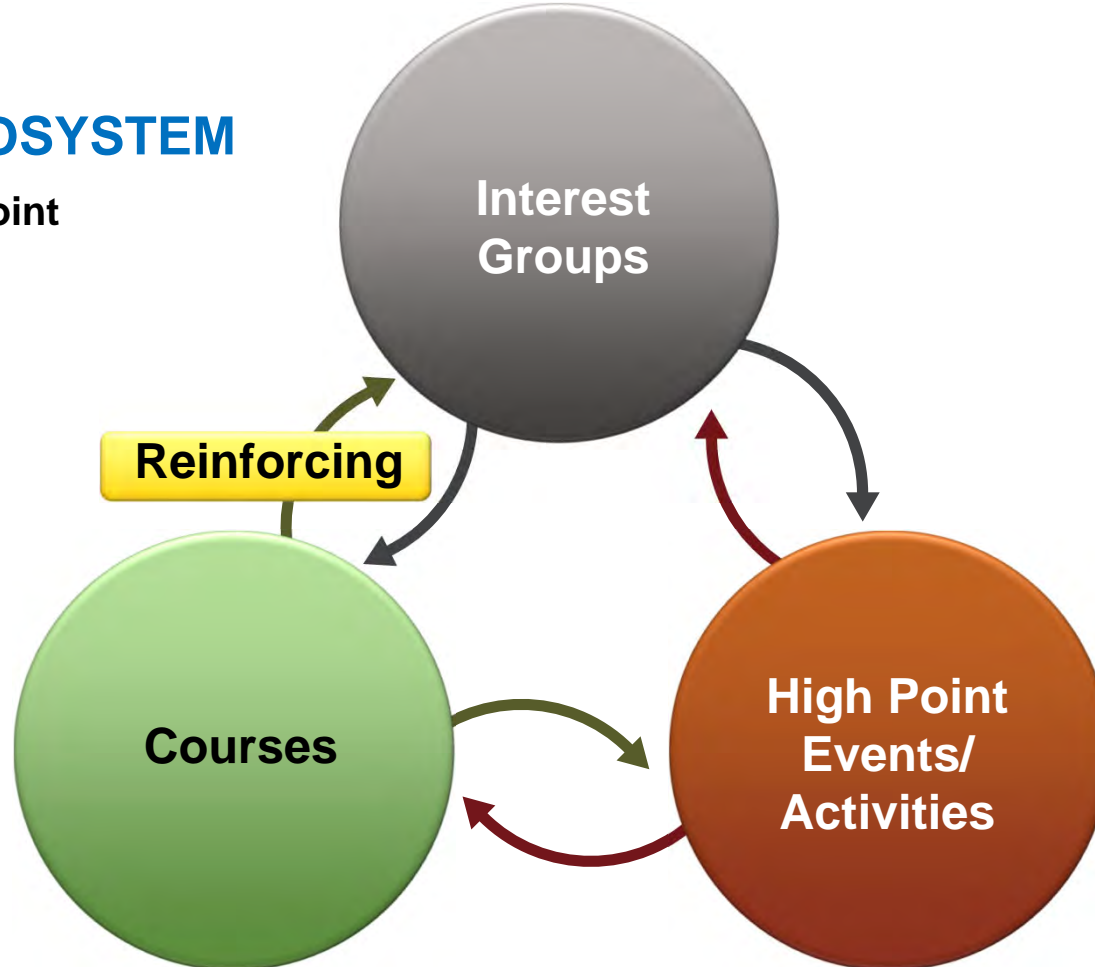 OSYSTEM
oint
Interest
Groups
Reinforcing
Courses
High Point
Events/
Activities